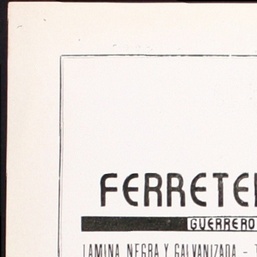 FERRETE
GUERRERO
LAMINA NEGRA Y GALVANIZADA -